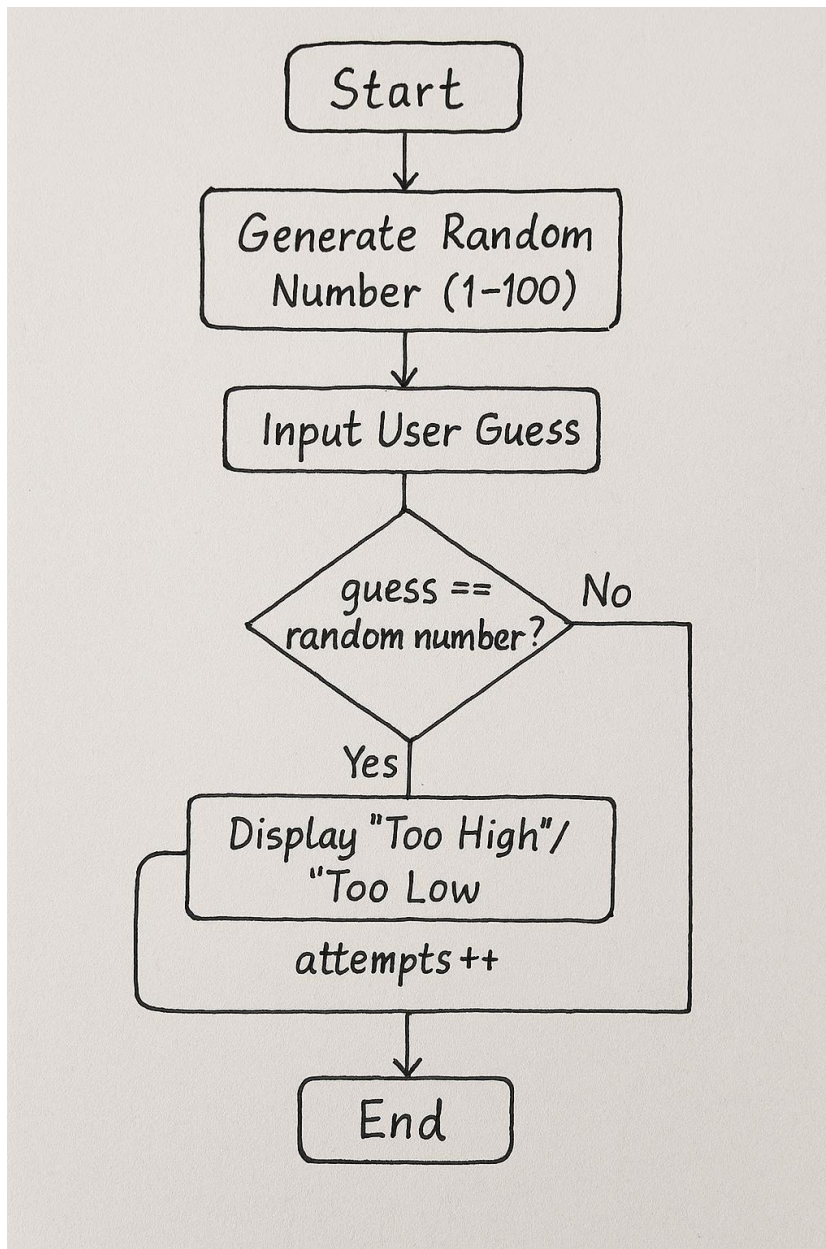 Start
Generate Random
Number (1-100)
Input User Guess
guess ==
random number?
No
Yes
Display "Too High"/
"Too Low
attempts++
End